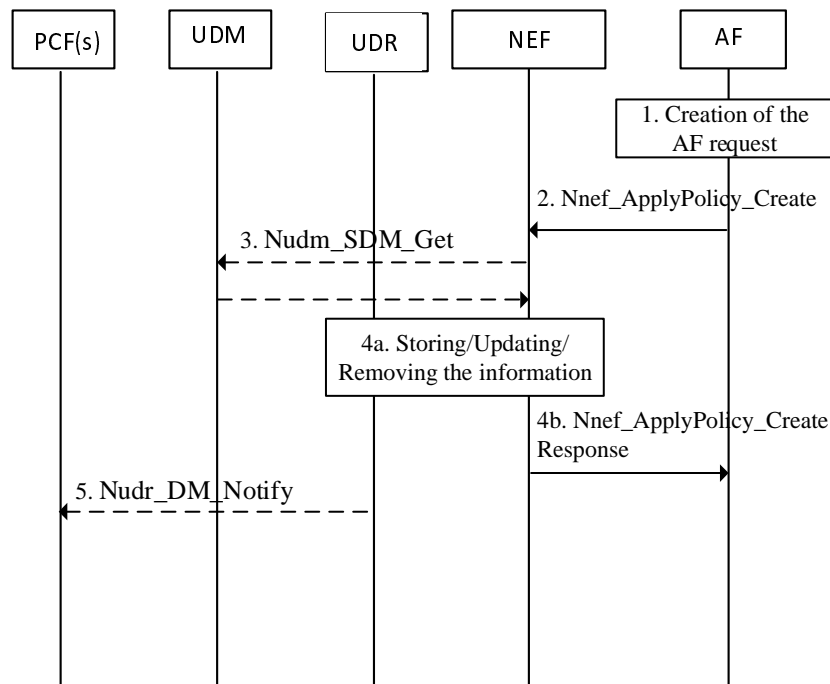 PCF(s)
UDM
UDR
NEF
AF
1. Creation of the
AF request
2. Nnef_ApplyPolicy_Create
3. Nudm_SDM_Get
4a. Storing/Updating/
Removing the information
4b. Nnef_ApplyPolicy_Create
Response
5. Nudr_DM_Notify